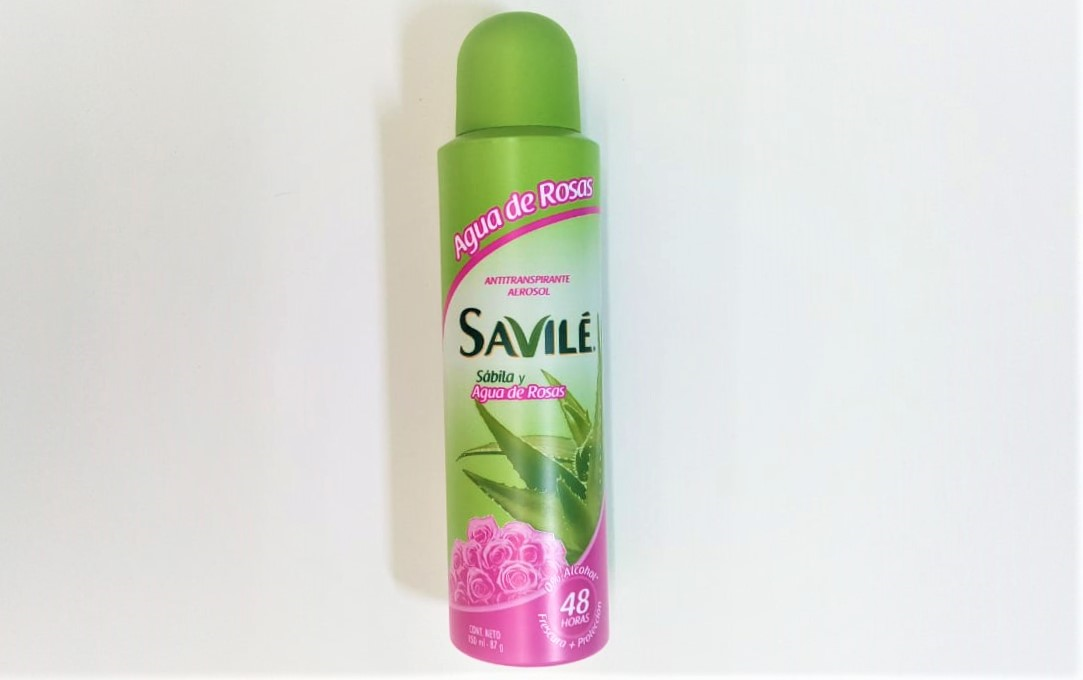 Agua de Rosas
ANTITRANSPIRANTE
AEROSOL
SAVILÉ
Sábila y
Agua de Rosas
0% Alcohol
48
HORAS
Frescura + Protección
CONT. NETO
150 ml - 87 g